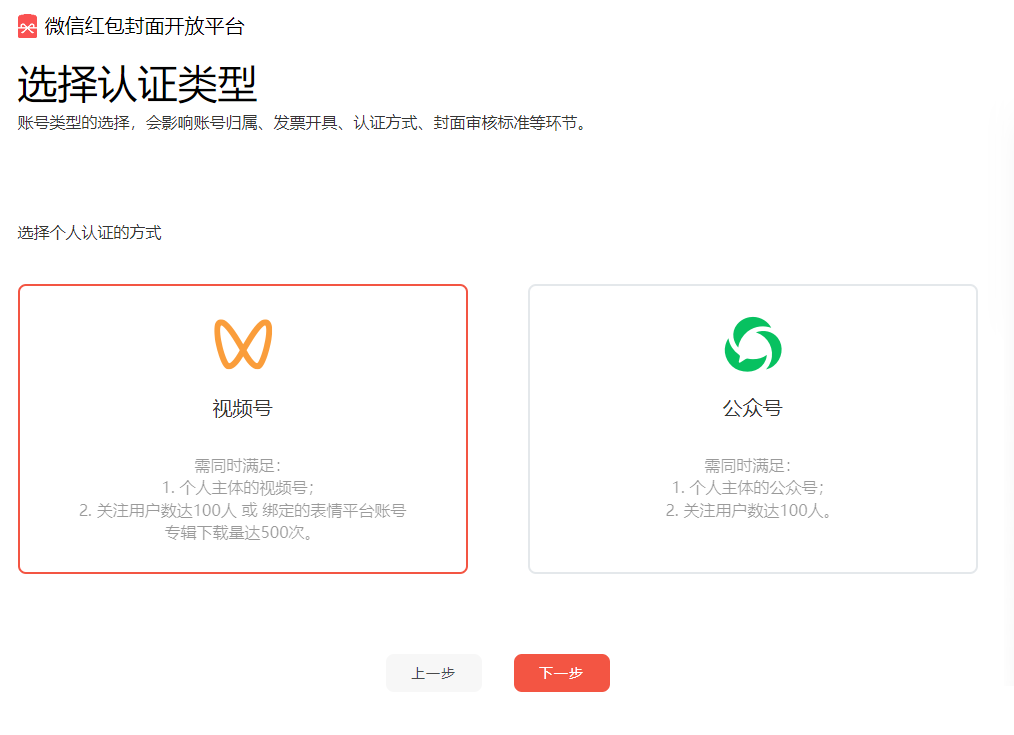 微信红包封面开放平台
选择认证类型
账号类型的选择，会影响账号归属、发票开具、认证方式、封面审核标准等环节。
选择个人认证的方式
视频号
需同时满足：
1. 个人主体的视频号；
2. 关注用户数达100人 或 绑定的表情平台账号
专辑下载量达500次。
公众号
需同时满足：
1. 个人主体的公众号；
2. 关注用户数达100人。
上一步
下一步